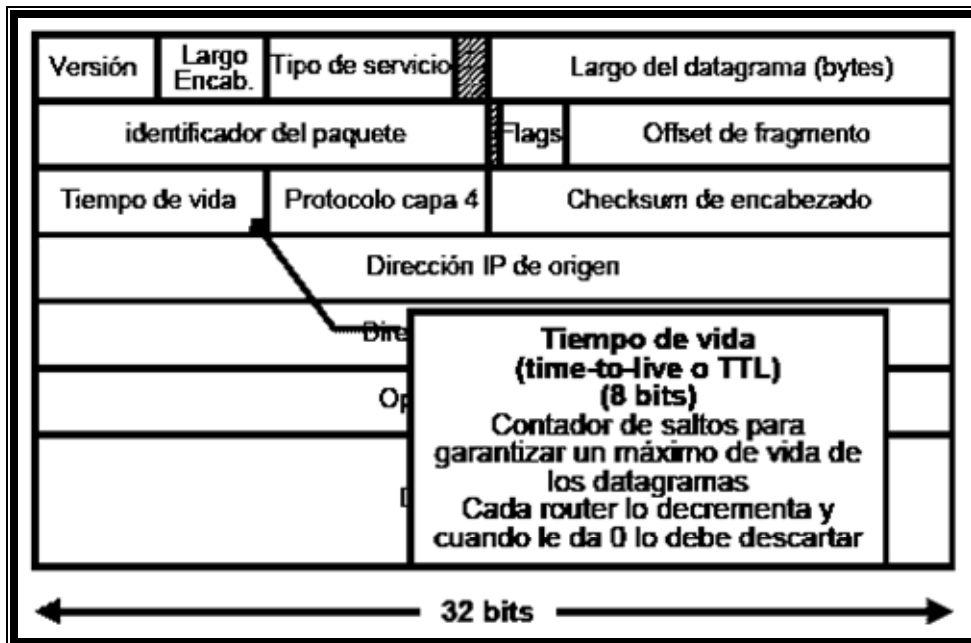 Versión Largo Encab. Tipo de servicio Largo del datagrama (bytes)
identificador del paquete Flags Offset de fragmento
Tiempo de vida Protocolo capa 4 Checksum de encabezado
Dirección IP de origen
Dire
Op
D
Tiempo de vida
(time-to-live o TTL)
(8 bits)
Contador de saltos para
garantizar un máximo de vida de
los datagramas
Cada router lo decrementa y
cuando le da 0 lo debe descartar
32 bits